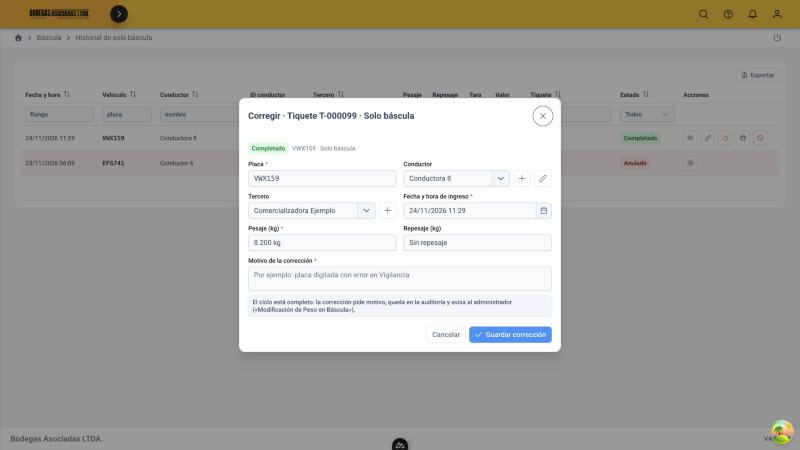 BODEGAS ASOCIADAS LTDA.
Báscula
Historial de solo báscula
Exportar
Fecha y hora
Vehículo
Conductor
ID conductor
Tercero
Pesaje
Repesaje
Tara
Valor
Tiquete
Estado
Acciones
Rango
placa
nombre
Todos
24/11/2026 11:29
VWX159
Conductora 8
Completado
23/11/2026 06:09
EFG741
Conductor 6
Anulado
Corregir · Tiquete T-000099 · Solo báscula
Completado
VWX159 · Solo báscula
Placa *
Conductor
VWX159
Conductora 8
Tercero
Fecha y hora de ingreso *
Comercializadora Ejemplo
24/11/2026 11:29
Pesaje (kg) *
Repesaje (kg)
8.200 kg
Sin repesaje
Motivo de la corrección *
Por ejemplo: placa digitada con error en Vigilancia
El ciclo está completo: la corrección pide motivo, queda en la auditoría y avisa al administrador
(«Modificación de Peso en Báscula»).
Cancelar
Guardar corrección
Bodegas Asociadas LTDA.